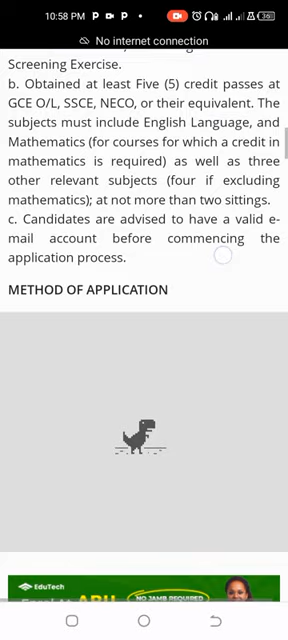 10:58 PM
36
No internet connection
Screening Exercise.
b. Obtained at least Five (5) credit passes at
GCE O/L, SSCE, NECO, or their equivalent. The
subjects must include English Language, and
Mathematics (for courses for which a credit in
mathematics is required) as well as three
other relevant subjects (four if excluding
mathematics); at not more than two sittings.
c. Candidates are advised to have a valid e-
mail account before commencing the
application process.
METHOD OF APPLICATION
EduTech
NO JAMB REQUIRED
ABU